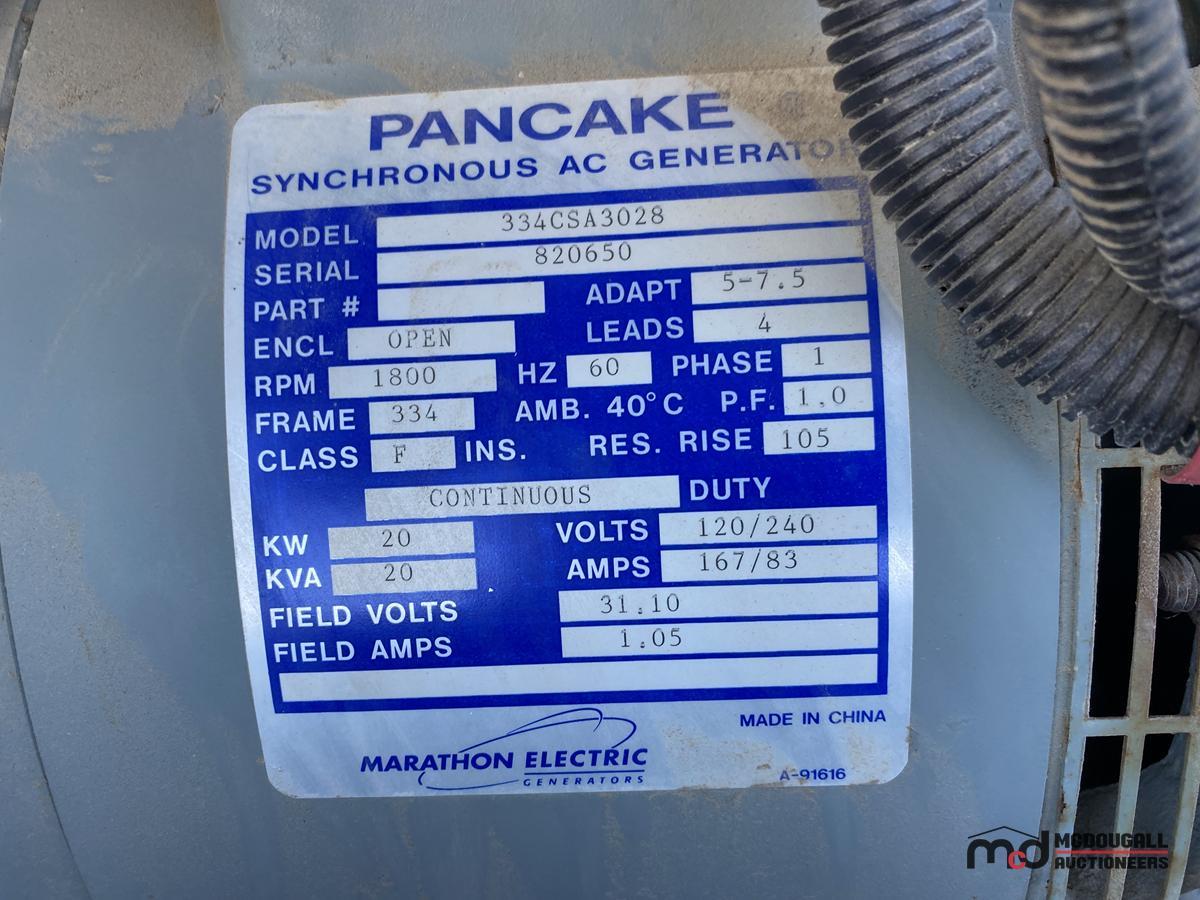 PANCAKE
SYNCHRONOUS AC GENERATOR
MODEL 334CSA3028
SERIAL 820650
PART # ADAPT 5-7.5
ENCL OPEN LEADS 4
RPM 1800 HZ 60 PHASE 1
FRAME 334 AMB. 40°C P.F. 1.0
CLASS F INS. RES. RISE 105
CONTINUOUS DUTY
KW 20 VOLTS 120/240
KVA 20 AMPS 167/83
FIELD VOLTS 31.10
FIELD AMPS 1.05
MADE IN CHINA
MARATHON ELECTRIC
GENERATORS
A-91616
mcd MCDOUGALL
AUCTIONEERS